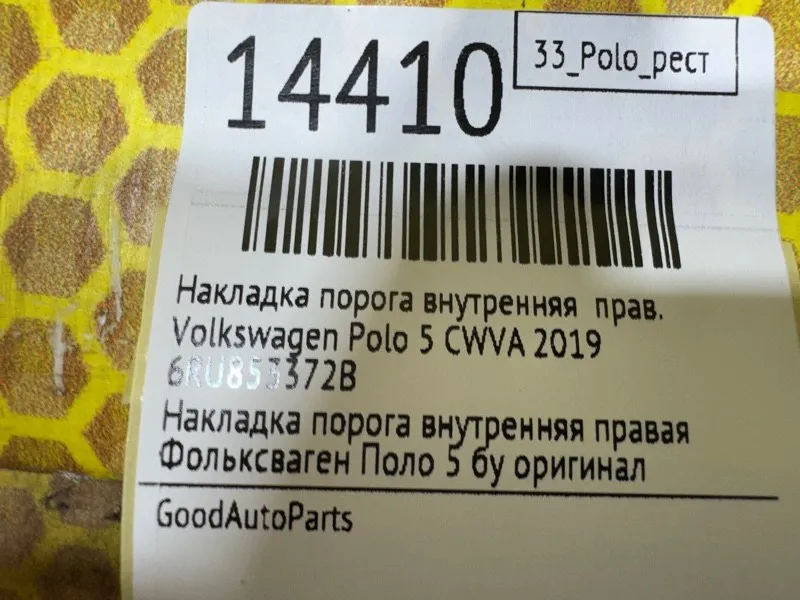 14410
33_Polo_рест
Накладка порога внутренняя прав.
Volkswagen Polo 5 CWVA 2019
6RU853372B
Накладка порога внутренняя правая
Фольксваген Поло 5 бу оригинал
GoodAutoParts